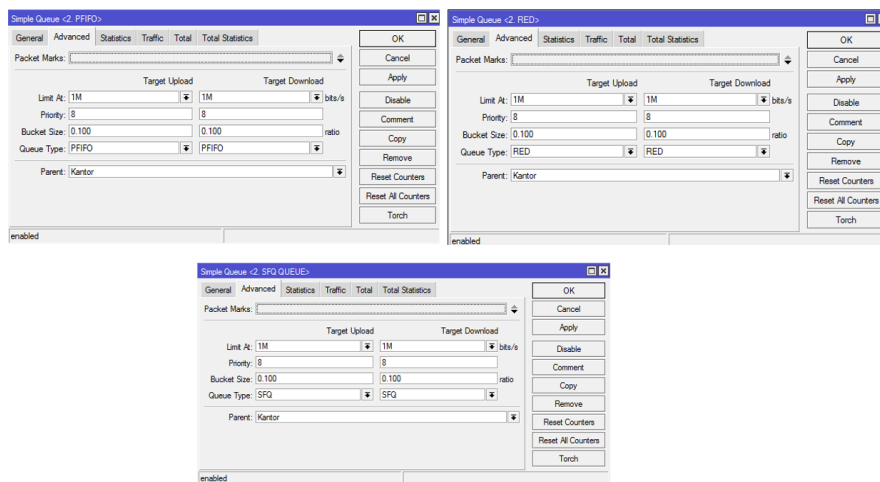 Simple Queue <2. PFIFO>
General Advanced Statistics Traffic Total Total Statistics
Packet Marks:
Target Upload Target Download
Limit At: 1M 1M bits/s
Priority: 8 8
Bucket Size: 0.100 0.100 ratio
Queue Type: PFIFO PFIFO
Parent: Kantor
OK
Cancel
Apply
Disable
Comment
Copy
Remove
Reset Counters
Reset All Counters
Torch
enabled
Simple Queue <2. RED>
General Advanced Statistics Traffic Total Total Statistics
Packet Marks:
Target Upload Target Download
Limit At: 1M 1M bits/s
Priority: 8 8
Bucket Size: 0.100 0.100 ratio
Queue Type: RED RED
Parent: Kantor
OK
Cancel
Apply
Disable
Comment
Copy
Remove
Reset Counters
Reset All Counters
Torch
enabled
Simple Queue <2. SFQ QUEUE>
General Advanced Statistics Traffic Total Total Statistics
Packet Marks:
Target Upload Target Download
Limit At: 1M 1M bits/s
Priority: 8 8
Bucket Size: 0.100 0.100 ratio
Queue Type: SFQ SFQ
Parent: Kantor
OK
Cancel
Apply
Disable
Comment
Copy
Remove
Reset Counters
Reset All Counters
Torch
enabled